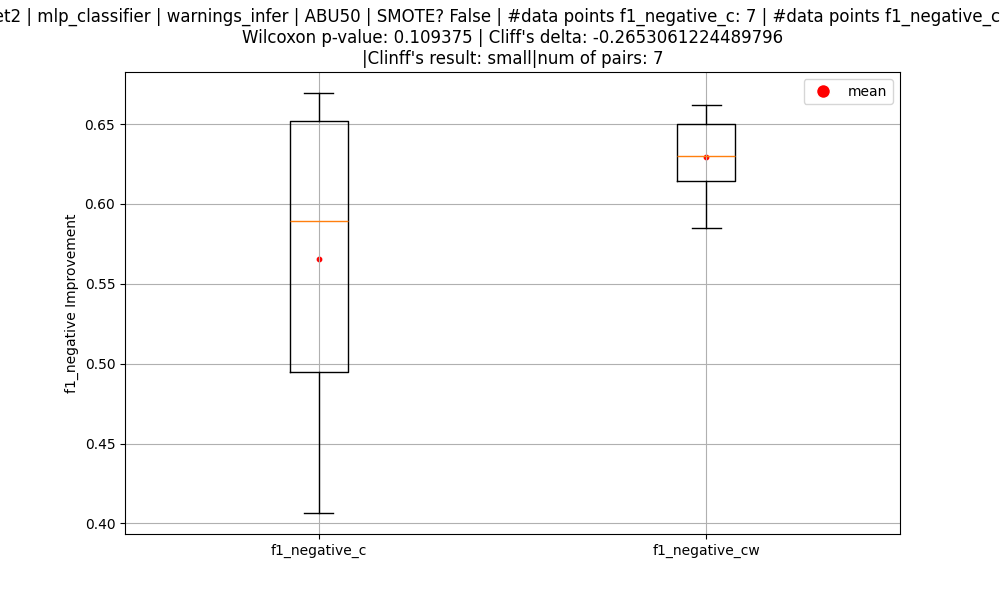 et2 | mlp_classifier | warnings_infer | ABU50 | SMOTE? False | #data points f1_negative_c: 7 | #data points f1_negative_c
Wilcoxon p-value: 0.109375 | Cliff's delta: -0.2653061224489796
|Clinff's result: small|num of pairs: 7
mean
0.65
0.60
0.55
0.50
0.45
0.40
f1_negative Improvement
f1_negative_c
f1_negative_cw